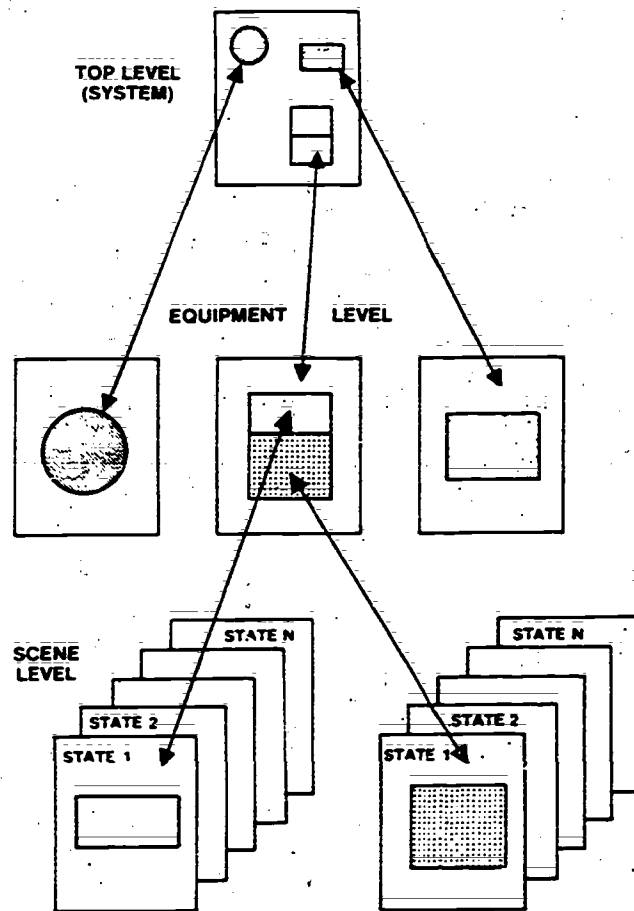 TOP LEVEL
(SYSTEM)
EQUIPMENT LEVEL
SCENE
LEVEL
STATE N
STATE 2
STATE 1
STATE N
STATE 2
STATE 1